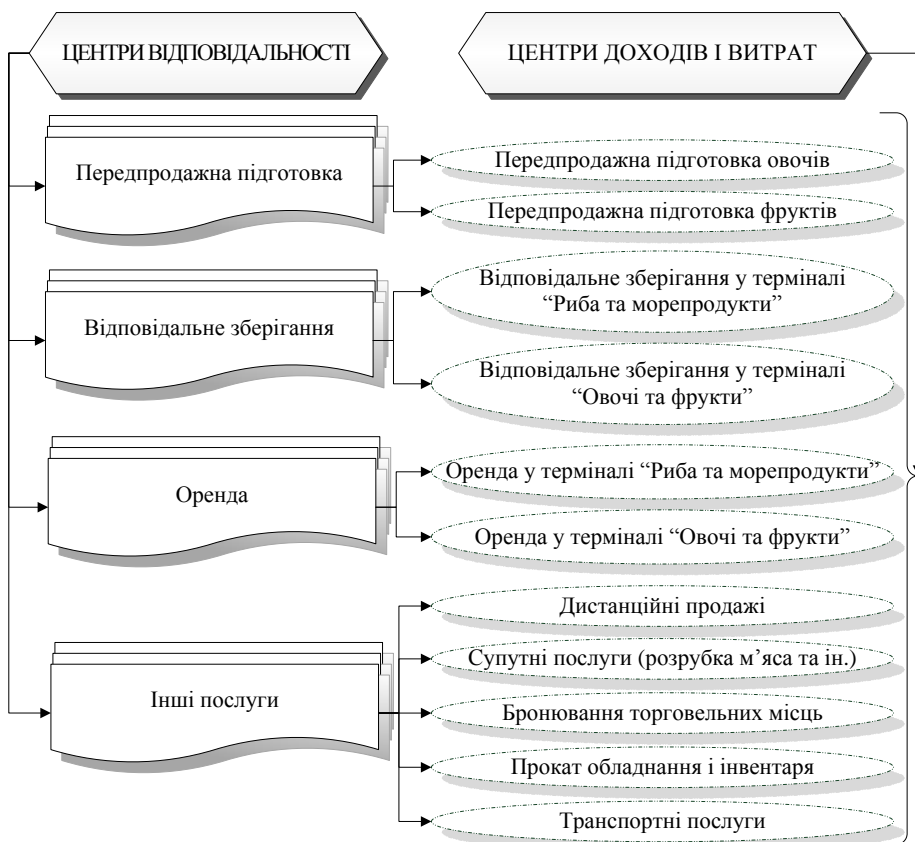 ЦЕНТРИ ВІДПОВІДАЛЬНОСТІ
ЦЕНТРИ ДОХОДІВ І ВИТРАТ
Передпродажна підготовка
Передпродажна підготовка овочів
Передпродажна підготовка фруктів
Відповідальне зберігання
Відповідальне зберігання у терміналі
“Риба та морепродукти”
Відповідальне зберігання у терміналі
“Овочі та фрукти”
Оренда
Оренда у терміналі “Риба та морепродукти”
Оренда у терміналі “Овочі та фрукти”
Інші послуги
Дистанційні продажі
Супутні послуги (розрубка м’яса та ін.)
Бронювання торговельних місць
Прокат обладнання і інвентаря
Транспортні послуги